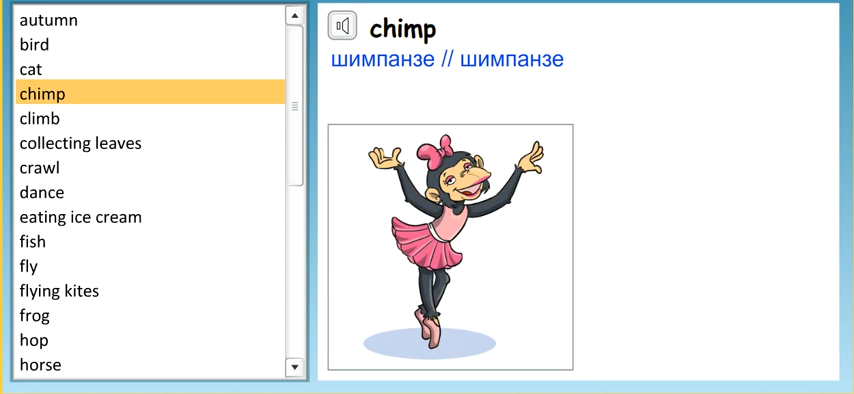 autumn
bird
cat
chimp
climb
collecting leaves
crawl
dance
eating ice cream
fish
fly
flying kites
frog
hop
horse
chimp
шимпанзе // шимпанзе